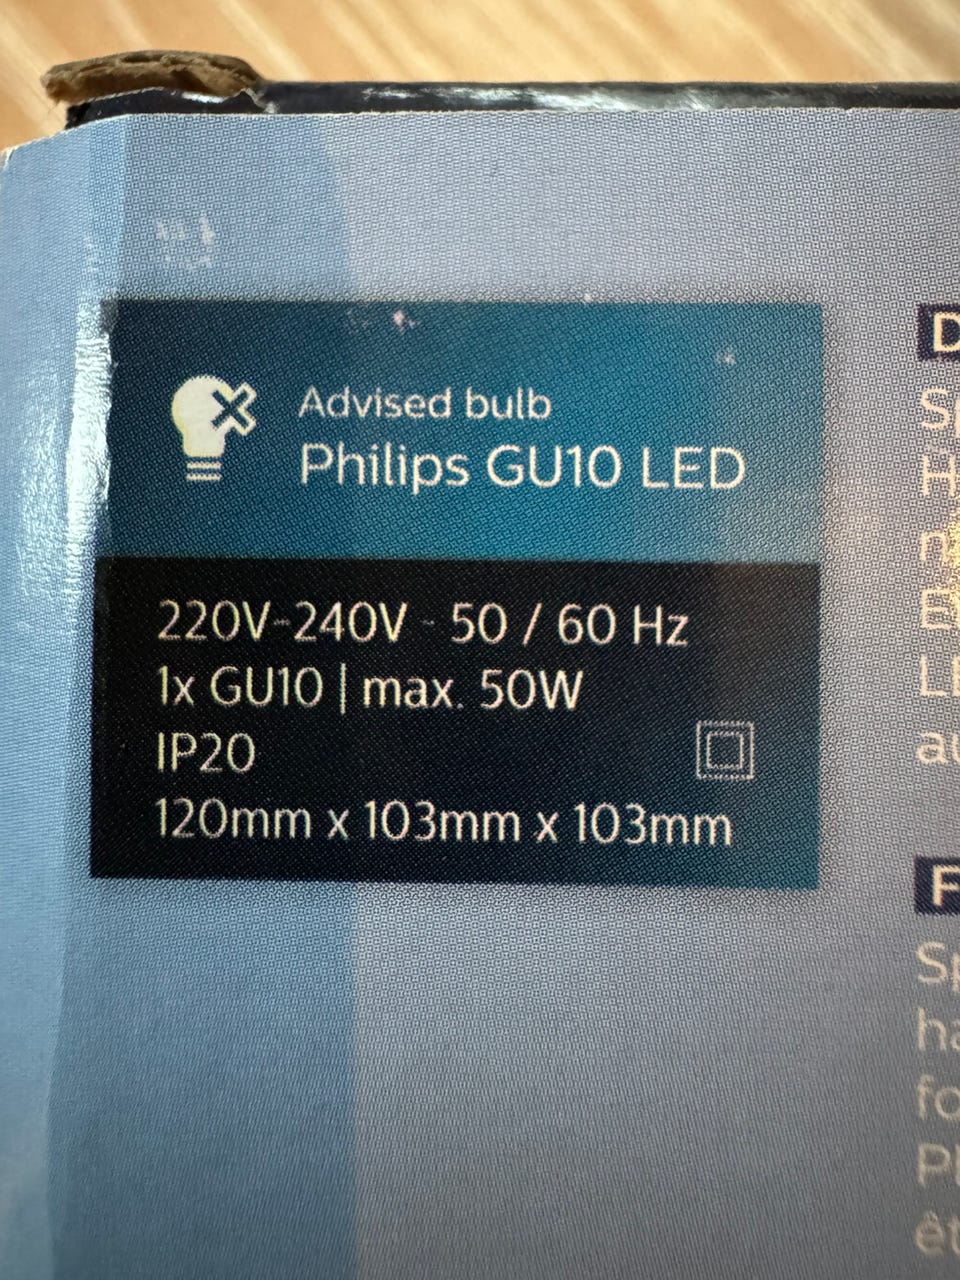 Advised bulb
Philips GU10 LED
220V-240V - 50 / 60 Hz
1x GU10 | max. 50W
IP20
120mm x 103mm x 103mm
F